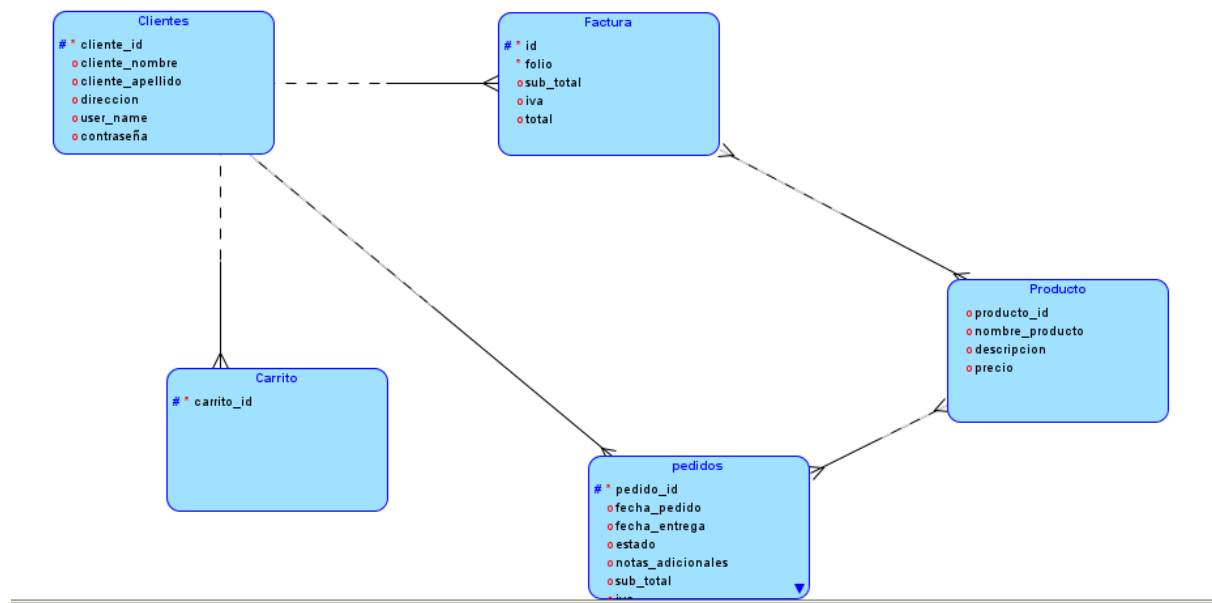 Clientes
# * cliente_id
o cliente_nombre
o cliente_apellido
o direccion
o user_name
o contraseña
Factura
# * id
* folio
o sub_total
o iva
o total
Producto
o producto_id
o nombre_producto
o descripcion
o precio
Carrito
# * carrito_id
pedidos
# * pedido_id
o fecha_pedido
o fecha_entrega
o estado
o notas_adicionales
o sub_total